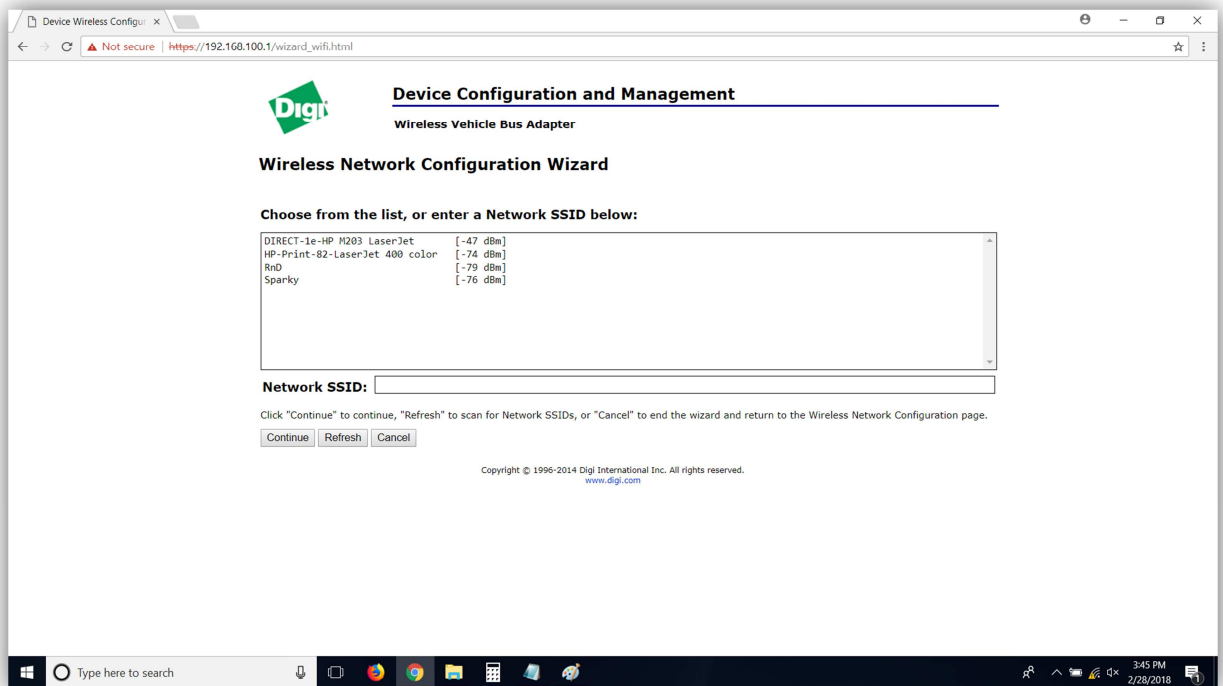 Device Wireless Configur
Not secure | https://192.168.100.1/wizard_wifi.html
Digi
Device Configuration and Management
Wireless Vehicle Bus Adapter
Wireless Network Configuration Wizard
Choose from the list, or enter a Network SSID below:
DIRECT-1e-HP M203 LaserJet [-47 dBm]
HP-Print-82-LaserJet 400 color [-74 dBm]
RnD [-79 dBm]
Sparky [-76 dBm]
Network SSID:
Click "Continue" to continue, "Refresh" to scan for Network SSIDs, or "Cancel" to end the wizard and return to the Wireless Network Configuration page.
Continue Refresh Cancel
Copyright © 1996-2014 Digi International Inc. All rights reserved.
www.digi.com
Type here to search
3:45 PM
2/28/2018
1